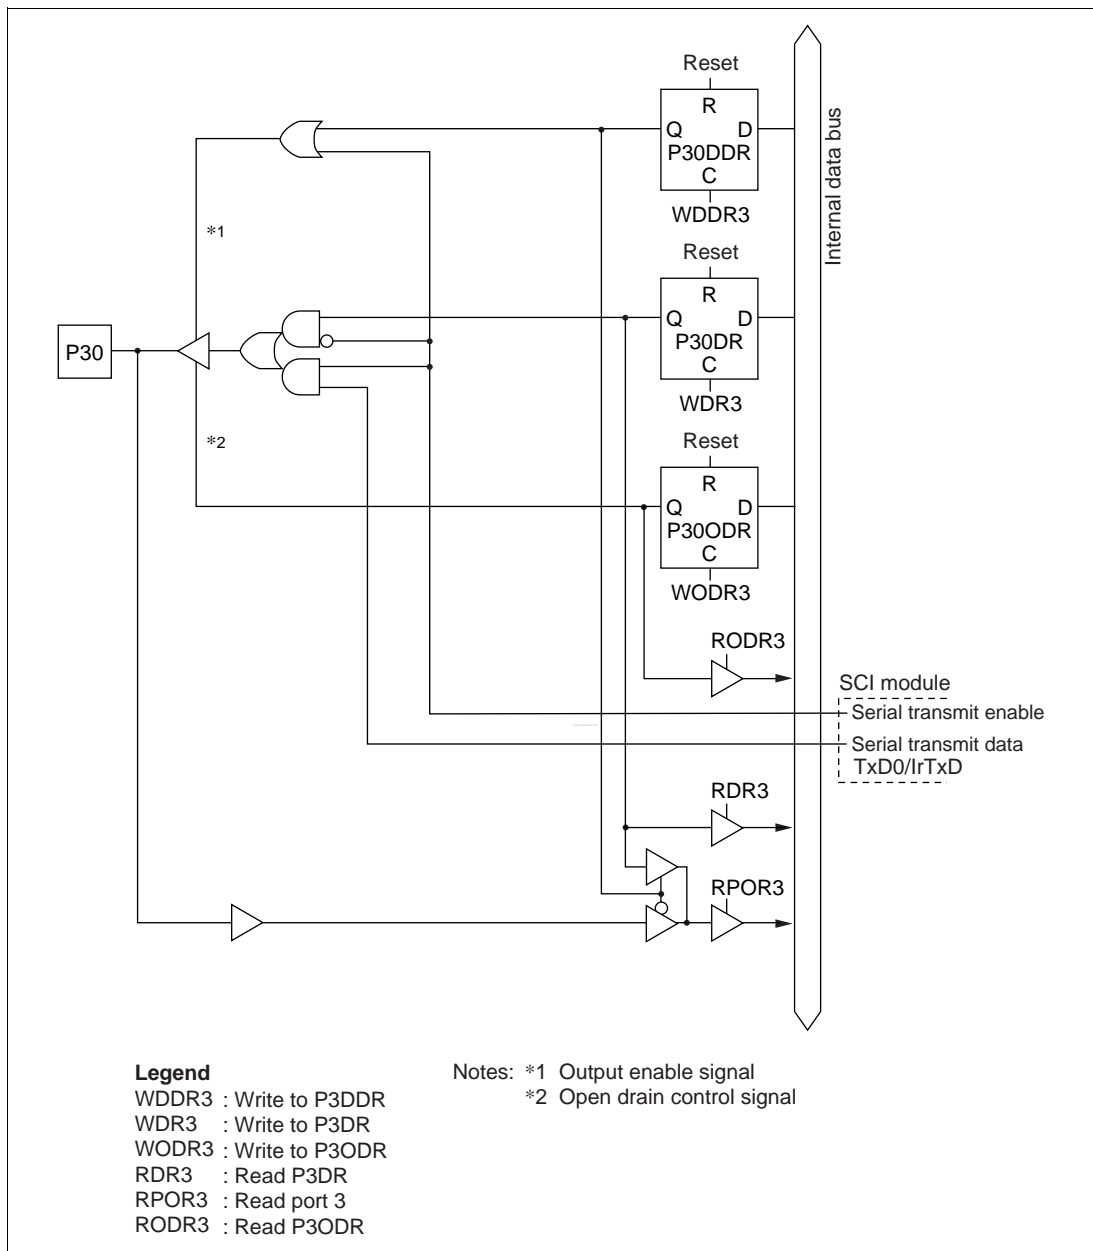 Reset
R
Q D
P30DDR
C
WDDR3
Internal data bus
*1
Reset
R
Q D
P30DR
C
WDR3
P30
*2
Reset
R
Q D
P30ODR
C
WODR3
RODR3
SCI module
Serial transmit enable
Serial transmit data
TxD0/IrTxD
RDR3
RPOR3
Legend
WDDR3 : Write to P3DDR
WDR3 : Write to P3DR
WODR3 : Write to P3ODR
RDR3 : Read P3DR
RPOR3 : Read port 3
RODR3 : Read P3ODR
Notes: *1 Output enable signal
*2 Open drain control signal